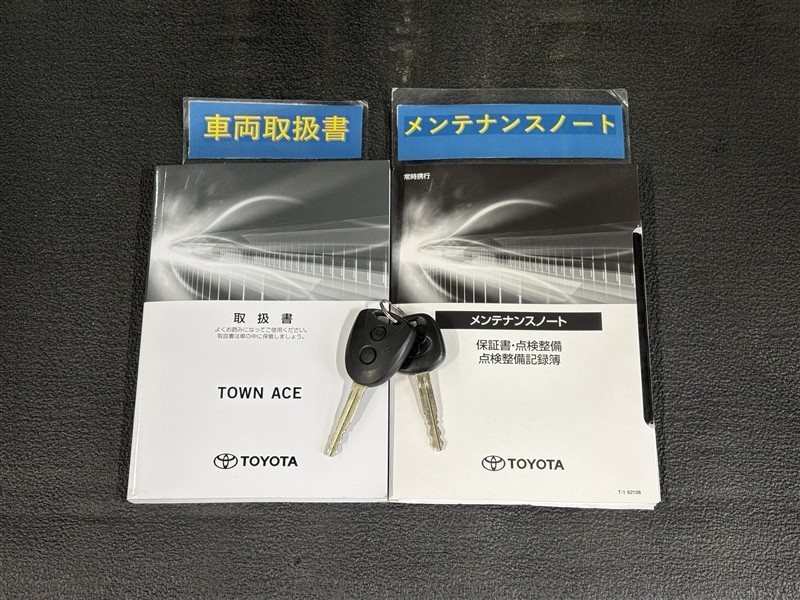 車両取扱書
メンテナンスノート
取扱書
よくお読みになってご使用ください。
取扱書は車の中に保管しましょう。
TOWN ACE
TOYOTA
常時携行
メンテナンスノート
保証書・点検整備
点検整備記録簿
TOYOTA
T-1 62106